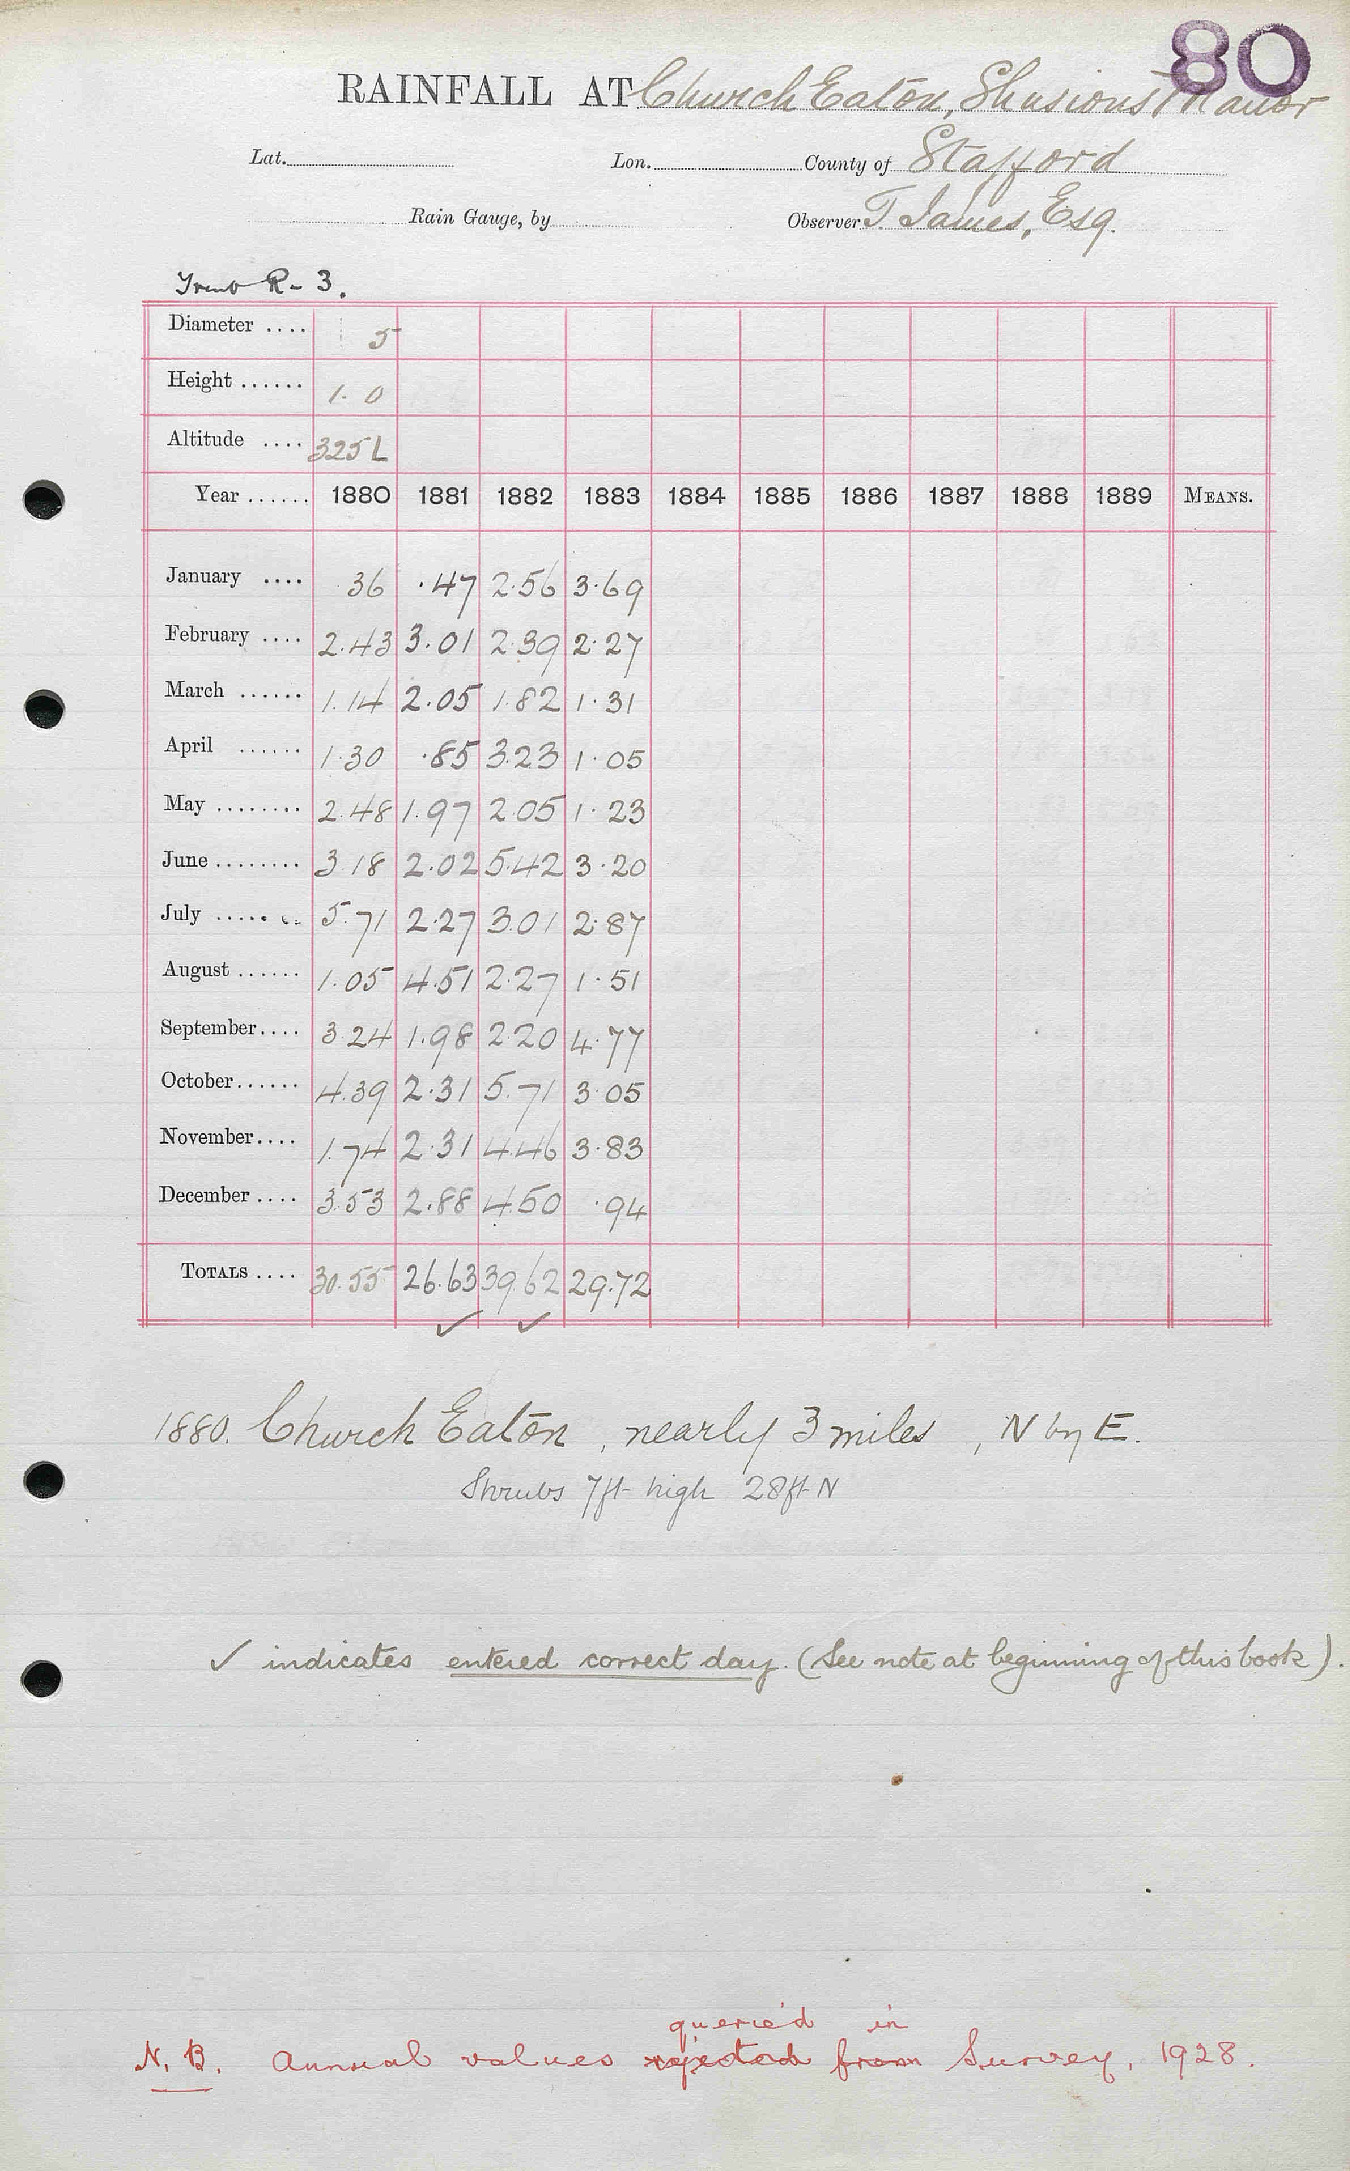 80
RAINFALL AT Church Eaton, Shusions Manor
Lat. Lon. County of Stafford
Rain Gauge, by Observer T. James, Esq.
Trent R- 3.
Diameter .... 5
Height ...... 1. 0
Altitude .... 325 L
Year ...... 1880 1881 1882 1883 1884 1885 1886 1887 1888 1889 MEANS.
January .... .36 .47 2.56 3.69
February .... 2.43 3.01 2.39 2.27
March ...... 1.14 2.05 1.82 1.31
April ...... 1.30 .85 3.23 1.05
May ........ 2.48 1.97 2.05 1.23
June ........ 3.18 2.02 5.42 3.20
July ........ 5.71 2.27 3.01 2.87
August ...... 1.05 4.51 2.27 1.51
September.... 3.24 1.98 2.20 4.77
October...... 4.39 2.31 5.71 3.05
November.... 1.74 2.31 4.46 3.83
December .... 3.53 2.88 4.50 .94
TOTALS .... 30.55 26.63 39.62 29.72
✓ ✓
1880. Church Eaton, nearly 3 miles, N by E.
Shrubs 7ft high 28ft N
✓ indicates entered correct day. (See note at beginning of this book).
querie'd in
N.B. Annual values rejected from Survey, 1928.